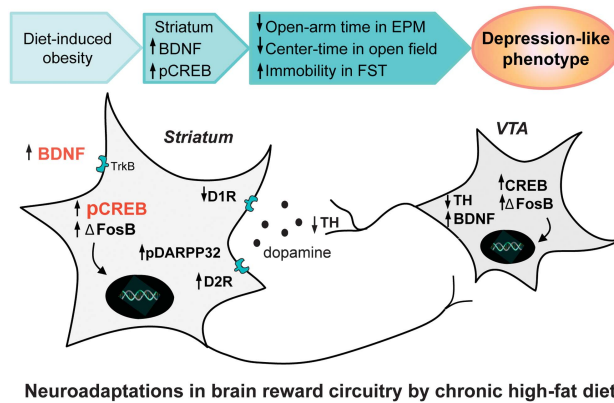 Diet-induced
obesity
Striatum
↑BDNF
↑pCREB
↓Open-arm time in EPM
↓Center-time in open field
↑Immobility in FST
Depression-like
phenotype
Striatum
VTA
↑ BDNF
TrkB
↑ pCREB
↑ ΔFosB
↓D1R
↑pDARPP32
↑D2R
dopamine
↓TH
↑CREB
↑ΔFosB
↓ TH
↑ BDNF
Neuroadaptations in brain reward circuitry by chronic high-fat diet